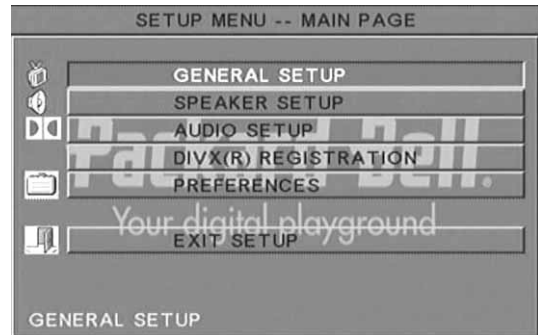 SETUP MENU -- MAIN PAGE
GENERAL SETUP
SPEAKER SETUP
AUDIO SETUP
Packard Bell.
DIVX(R) REGISTRATION
PREFERENCES
Your digital playground
EXIT SETUP
GENERAL SETUP